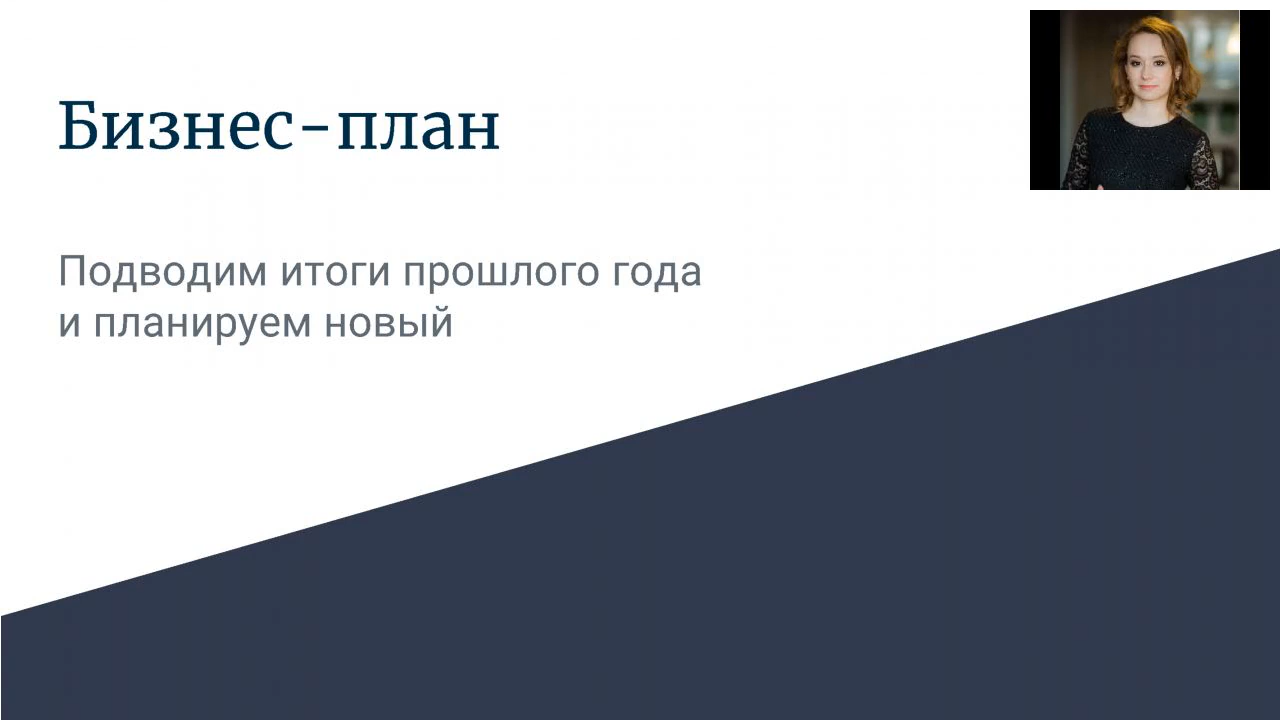 Бизнес-план
Подводим итоги прошлого года
и планируем новый